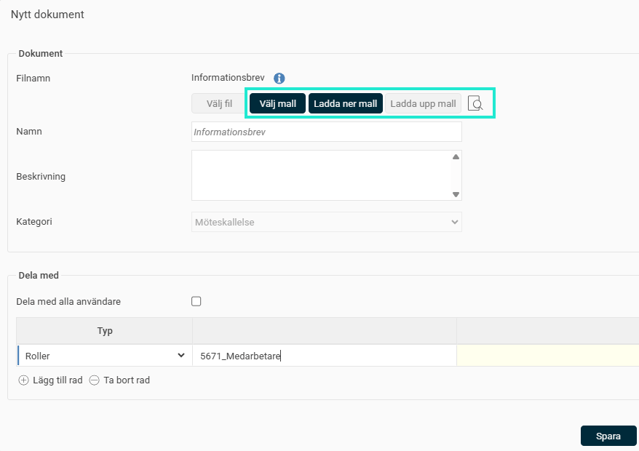 Nytt dokument
Dokument
Filnamn
Informationsbrev
Välj fil
Välj mall
Ladda ner mall
Ladda upp mall
Namn
Informationsbrev
Beskrivning
Kategori
Möteskallelse
Dela med
Dela med alla användare
Typ
Roller
5671_Medarbetare
Lägg till rad
Ta bort rad
Spara